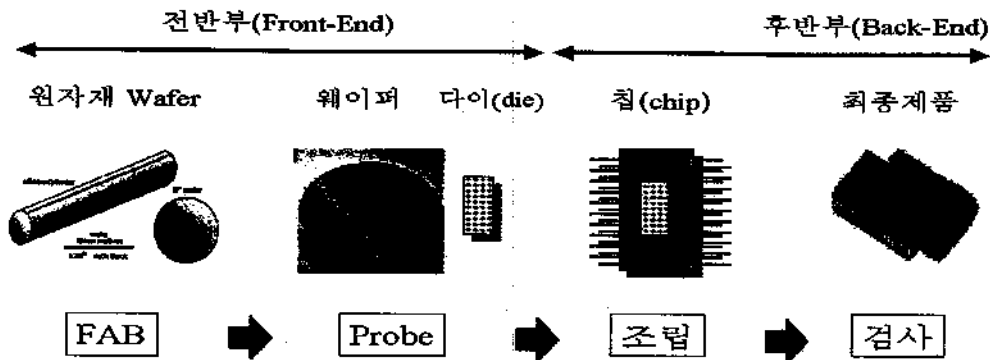 전반부(Front-End)
후반부(Back-End)
원자재 Wafer
웨이퍼
다이(die)
칩(chip)
최종제품
FAB
Probe
조립
검사